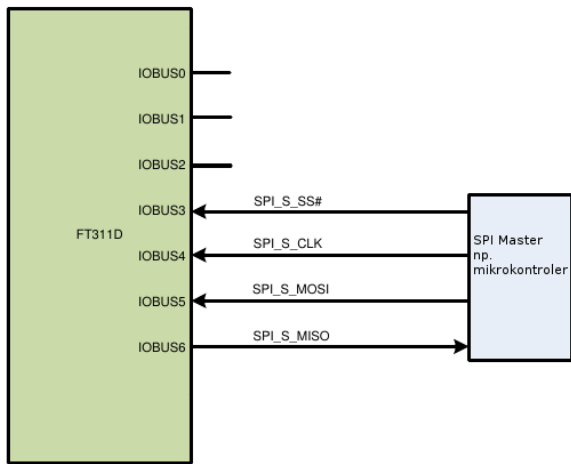 IOBUS0
IOBUS1
IOBUS2
IOBUS3
SPI_S_SS#
FT311D
IOBUS4
SPI_S_CLK
SPI Master
np.
mikrokontroler
IOBUS5
SPI_S_MOSI
IOBUS6
SPI_S_MISO